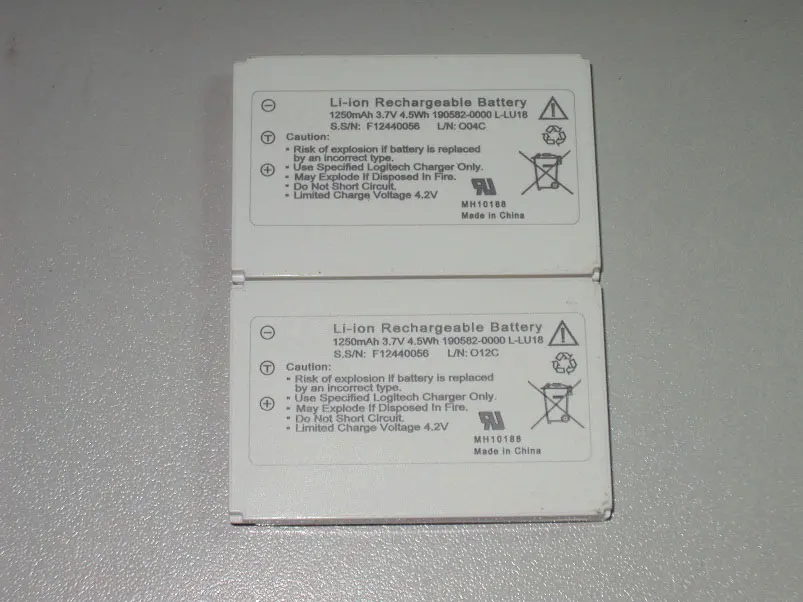 Li-ion Rechargeable Battery
1250mAh 3.7V 4.5Wh 190582-0000 L-LU18
S.S/N: F12440056 L/N: O04C
T Caution:
• Risk of explosion if battery is replaced
by an incorrect type.
• Use Specified Logitech Charger Only.
• May Explode if Disposed In Fire.
• Do Not Short Circuit.
• Limited Charge Voltage 4.2V
MH10188
Made in China
Li-ion Rechargeable Battery
1250mAh 3.7V 4.5Wh 190582-0000 L-LU18
S.S/N: F12440056 L/N: O12C
T Caution:
• Risk of explosion if battery is replaced
by an incorrect type.
• Use Specified Logitech Charger Only.
• May Explode If Disposed In Fire.
• Do Not Short Circuit.
• Limited Charge Voltage 4.2V
MH10188
Made in China